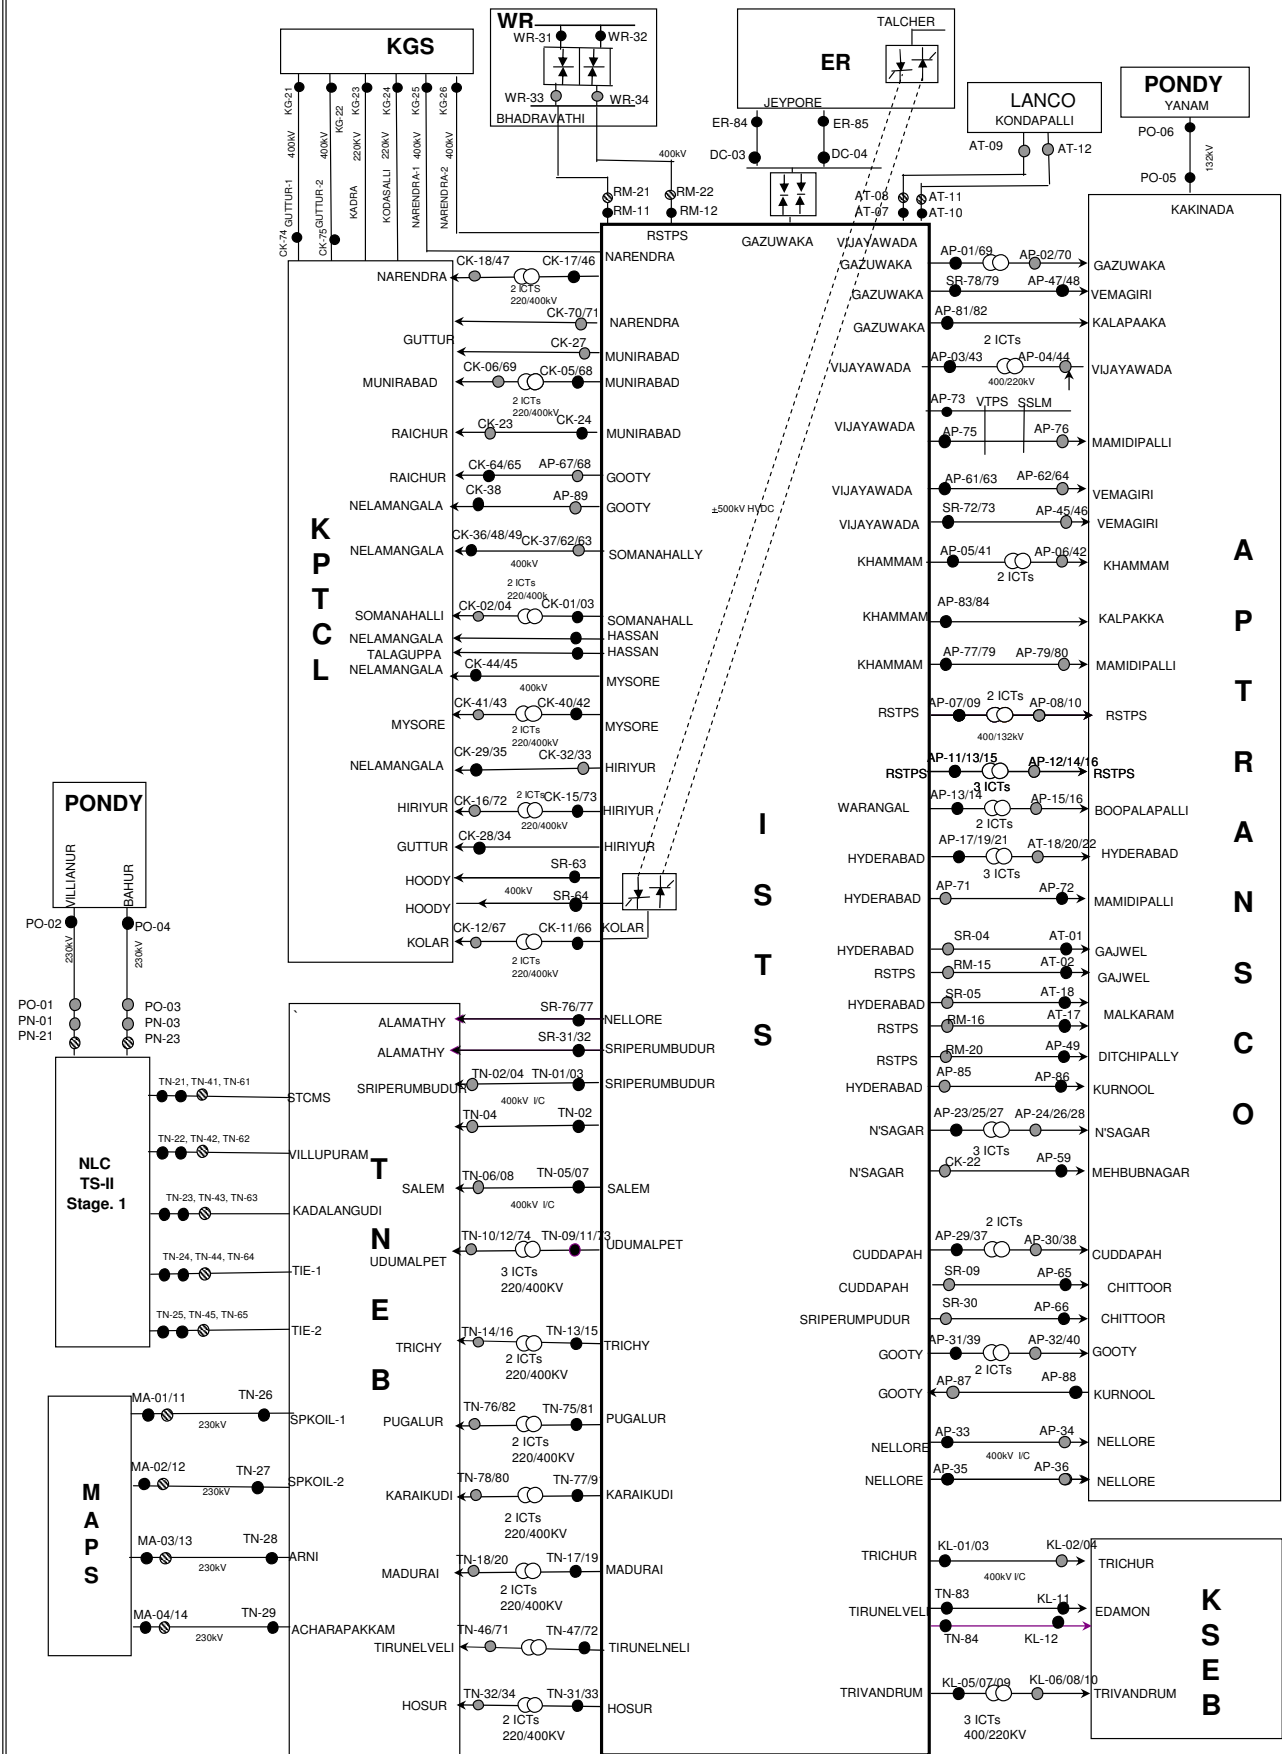 WR
WR-31
WR-32
WR-33
WR-34
BHADRAVATHI
KGS
KG-21
KG-22
KG-23
KG-24
KG-25
KG-26
400kV
400kV
220KV
220kV
400kV
400kV
GUTTUR-1
GUTTUR-2
KADRA
KODASALLI
NARENDRA-1
NARENDRA-2
CK-74
CK-75
TALCHER
ER
JEYPORE
ER-84
ER-85
DC-03
DC-04
LANCO
KONDAPALLI
AT-09
AT-12
PONDY
YANAM
PO-06
132kV
PO-05
KAKINADA
400kV
RM-21
RM-22
RM-11
RM-12
RSTPS
GAZUWAKA
AT-08
AT-11
AT-07
AT-10
VIJAYAWADA
NARENDRA
NARENDRA
CK-18/47
CK-17/46
2 ICTS
220/400kV
GUTTUR
CK-70/71
NARENDRA
CK-27
MUNIRABAD
MUNIRABAD
CK-06/69
CK-05/68
MUNIRABAD
2 ICTs
220/400kV
RAICHUR
CK-23
CK-24
MUNIRABAD
RAICHUR
CK-64/65
AP-67/68
GOOTY
NELAMANGALA
CK-38
AP-89
GOOTY
NELAMANGALA
CK-36/48/49
CK-37/62/63
SOMANAHALLY
400kV
2 ICTs
220/400k
SOMANAHALLI
CK-02/04
CK-01/03
SOMANAHALL
NELAMANGALA
HASSAN
TALAGUPPA
HASSAN
NELAMANGALA
CK-44/45
MYSORE
400kV
MYSORE
CK-41/43
CK-40/42
MYSORE
2 ICTs
220/400kV
NELAMANGALA
CK-29/35
CK-32/33
HIRIYUR
HIRIYUR
CK-16/72
2 ICTs
CK-15/73
HIRIYUR
220/400kV
GUTTUR
CK-28/34
HIRIYUR
HOODY
SR-63
400kV
HOODY
SR-64
KOLAR
CK-12/67
CK-11/66
KOLAR
2 ICTs
220/400kV
KPTCL
±500kV HVDC
ISTS
GAZUWAKA
AP-01/69
AP-02/70
GAZUWAKA
GAZUWAKA
SR-78/79
AP-47/48
VEMAGIRI
GAZUWAKA
AP-81/82
KALAPAAKA
2 ICTs
VIJAYAWADA
AP-03/43
AP-04/44
VIJAYAWADA
400/220kV
AP-73
VTPS
SSLM
VIJAYAWADA
AP-75
AP-76
MAMIDIPALLI
VIJAYAWADA
AP-61/63
AP-62/64
VEMAGIRI
VIJAYAWADA
SR-72/73
AP-45/46
VEMAGIRI
KHAMMAM
AP-05/41
AP-06/42
KHAMMAM
2 ICTs
KHAMMAM
AP-83/84
KALPAKKA
KHAMMAM
AP-77/79
AP-79/80
MAMIDIPALLI
RSTPS
AP-07/09
2 ICTs
AP-08/10
RSTPS
400/132kV
RSTPS
AP-11/13/15
AP-12/14/16
RSTPS
3 ICTs
WARANGAL
AP-13/14
AP-15/16
BOOPALAPALLI
2 ICTs
HYDERABAD
AP-17/19/21
AT-18/20/22
HYDERABAD
3 ICTs
HYDERABAD
AP-71
AP-72
MAMIDIPALLI
HYDERABAD
SR-04
AT-01
GAJWEL
RSTPS
RM-15
AT-02
GAJWEL
HYDERABAD
SR-05
AT-18
MALKARAM
RSTPS
RM-16
AT-17
RSTPS
RM-20
AP-49
DITCHIPALLY
HYDERABAD
AP-85
AP-86
KURNOOL
N'SAGAR
AP-23/25/27
AP-24/26/28
N'SAGAR
3 ICTs
N'SAGAR
CK-22
AP-59
MEHBUBNAGAR
2 ICTs
CUDDAPAH
AP-29/37
AP-30/38
CUDDAPAH
CUDDAPAH
SR-09
AP-65
CHITTOOR
SRIPERUMPUDUR
SR-30
AP-66
CHITTOOR
GOOTY
AP-31/39
AP-32/40
GOOTY
2 ICTs
GOOTY
AP-87
AP-88
KURNOOL
NELLORE
AP-33
AP-34
NELLORE
400kV I/C
NELLORE
AP-35
AP-36
NELLORE
APTRANSCO
TRICHUR
KL-01/03
KL-02/04
TRICHUR
400kV I/C
TIRUNELVELI
TN-83
KL-11
EDAMON
TN-84
KL-12
TRIVANDRUM
KL-05/07/09
KL-06/08/10
TRIVANDRUM
3 ICTs
400/220KV
KSEB
PONDY
VILLIANUR
BAHUR
PO-02
PO-04
230kV
230kV
PO-01
PO-03
PN-01
PN-03
PN-21
PN-23
NLC
TS-II
Stage. 1
TN-21, TN-41, TN-61
STCMS
TN-22, TN-42, TN-62
VILLUPURAM
TN-23, TN-43, TN-63
KADALANGUDI
TN-24, TN-44, TN-64
TIE-1
TN-25, TN-45, TN-65
TIE-2
MAPS
MA-01/11
TN-26
SPKOIL-1
230kV
MA-02/12
TN-27
SPKOIL-2
230kV
MA-03/13
TN-28
ARNI
230kV
MA-04/14
TN-29
ACHARAPAKKAM
230kV
TNEB
ALAMATHY
SR-76/77
NELLORE
ALAMATHY
SR-31/32
SRIPERUMBUDUR
SRIPERUMBUDUR
TN-02/04
TN-01/03
SRIPERUMBUDUR
400kV I/C
TN-04
TN-02
SALEM
TN-06/08
TN-05/07
SALEM
400kV I/C
UDUMALPET
TN-10/12/74
TN-09/11/73
UDUMALPET
3 ICTs
220/400KV
TRICHY
TN-14/16
TN-13/15
TRICHY
2 ICTs
220/400KV
PUGALUR
TN-76/82
TN-75/81
PUGALUR
2 ICTs
220/400KV
KARAIKUDI
TN-78/80
TN-77/9
KARAIKUDI
2 ICTs
220/400KV
MADURAI
TN-18/20
TN-17/19
MADURAI
2 ICTs
220/400KV
TIRUNELVELI
TN-46/71
TN-47/72
TIRUNELNELI
HOSUR
TN-32/34
TN-31/33
HOSUR
2 ICTs
220/400KV